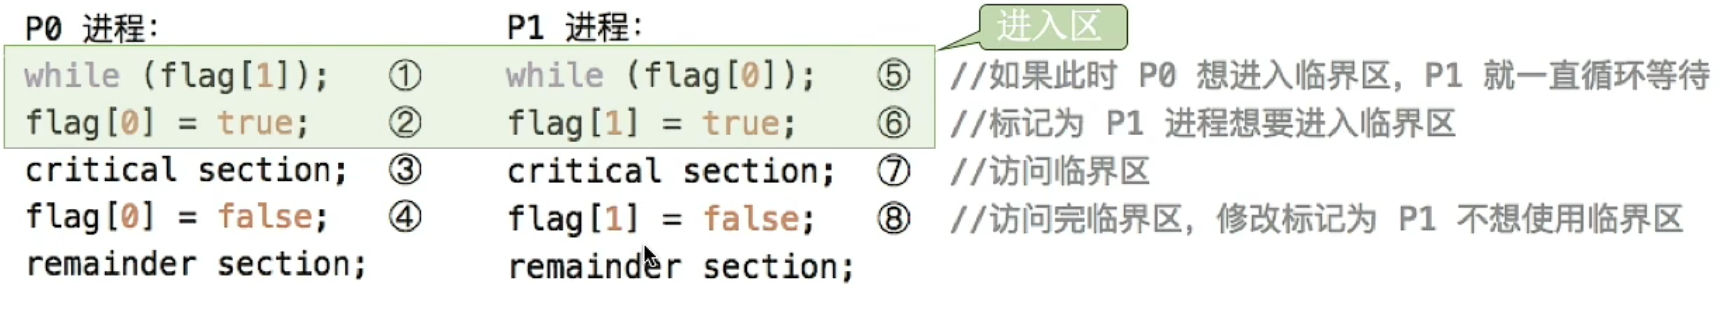 P0 进程: P1 进程: 进入区
while (flag[1]); ① while (flag[0]); ⑤ //如果此时 P0 想进入临界区，P1 就一直循环等待
flag[0] = true; ② flag[1] = true; ⑥ //标记为 P1 进程想要进入临界区
critical section; ③ critical section; ⑦ //访问临界区
flag[0] = false; ④ flag[1] = false; ⑧ //访问完临界区，修改标记为 P1 不想使用临界区
remainder section; remainder section;